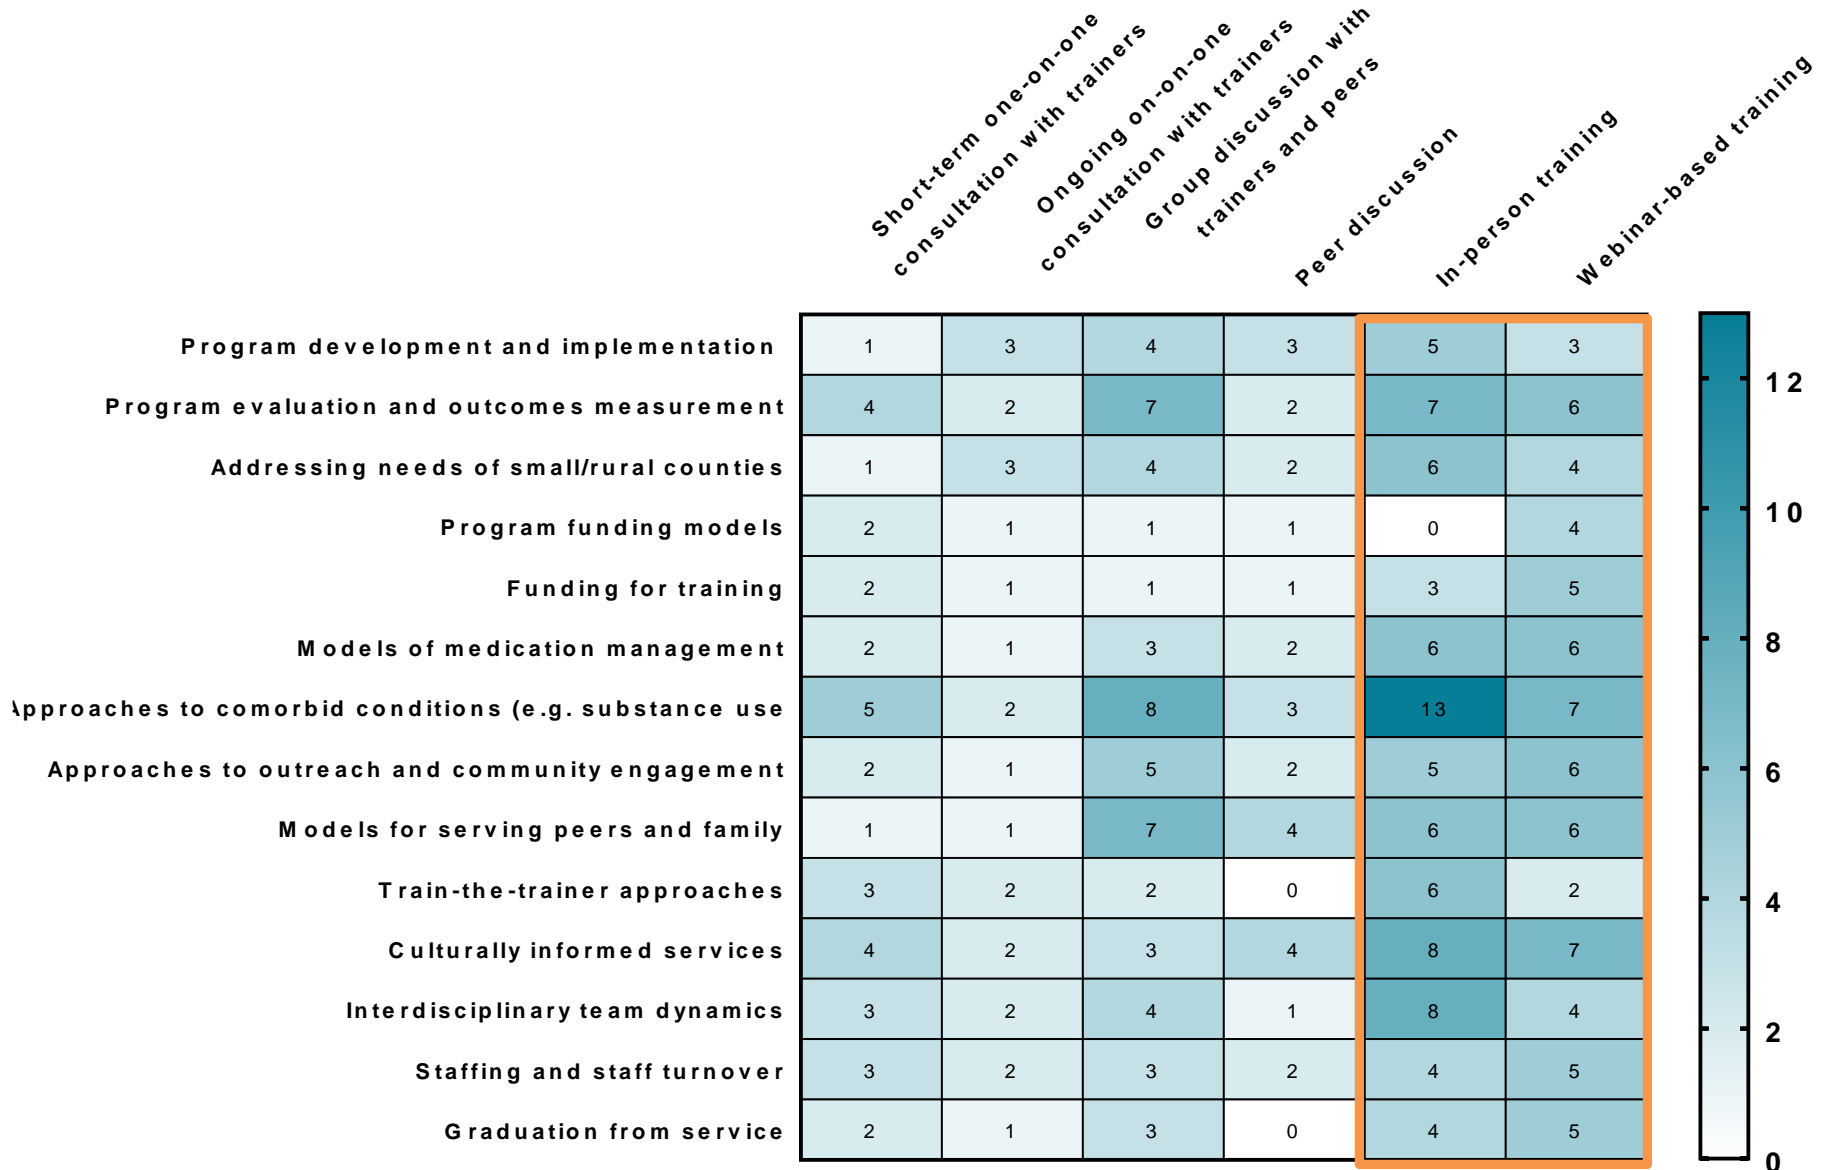 Short-term one-on-one
consultation with trainers
Ongoing on-on-one
consultation with trainers
Group discussion with
trainers and peers
Peer discussion
In-person training
Webinar-based training
Program development and implementation 1 3 4 3 5 3
Program evaluation and outcomes measurement 4 2 7 2 7 6
Addressing needs of small/rural counties 1 3 4 2 6 4
Program funding models 2 1 1 1 0 4
Funding for training 2 1 1 1 3 5
Models of medication management 2 1 3 2 6 6
Approaches to comorbid conditions (e.g. substance use 5 2 8 3 13 7
Approaches to outreach and community engagement 2 1 5 2 5 6
Models for serving peers and family 1 1 7 4 6 6
Train-the-trainer approaches 3 2 2 0 6 2
Culturally informed services 4 2 3 4 8 7
Interdisciplinary team dynamics 3 2 4 1 8 4
Staffing and staff turnover 3 2 3 2 4 5
Graduation from service 2 1 3 0 4 5
12
10
8
6
4
2
0